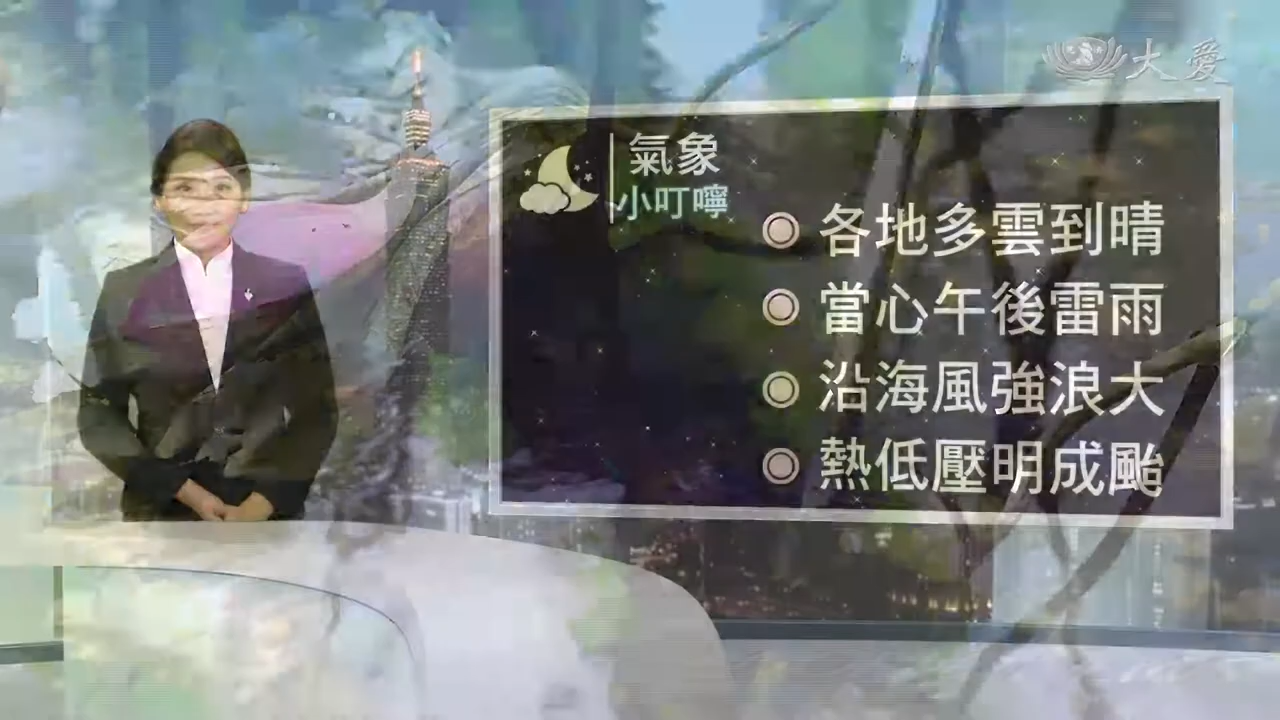 大愛
氣象
小叮嚀
各地多雲到晴
當心午後雷雨
沿海風強浪大
熱低壓明成颱